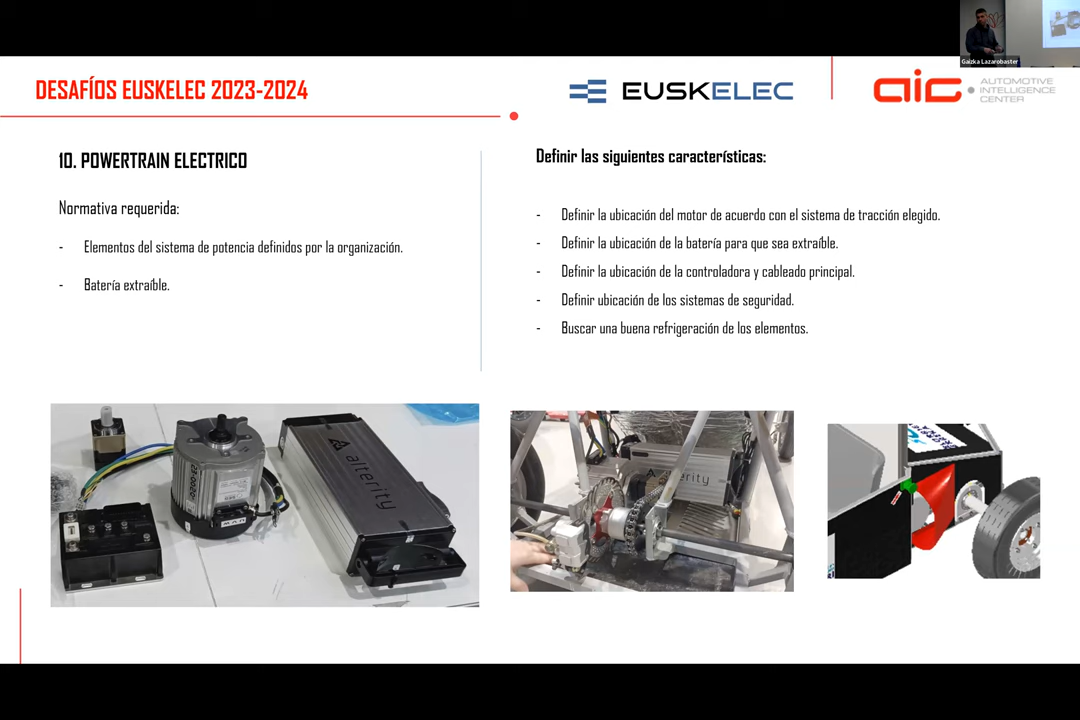 Gaizka Lazarobaster
DESAFÍOS EUSKELEC 2023-2024
EUSKELEC
aic
AUTOMOTIVE
INTELLIGENCE
CENTER
10. POWERTRAIN ELECTRICO
Normativa requerida:
- Elementos del sistema de potencia definidos por la organización.
- Batería extraíble.
Definir las siguientes características:
- Definir la ubicación del motor de acuerdo con el sistema de tracción elegido.
- Definir la ubicación de la batería para que sea extraíble.
- Definir la ubicación de la controladora y cableado principal.
- Definir ubicación de los sistemas de seguridad.
- Buscar una buena refrigeración de los elementos.
alterity